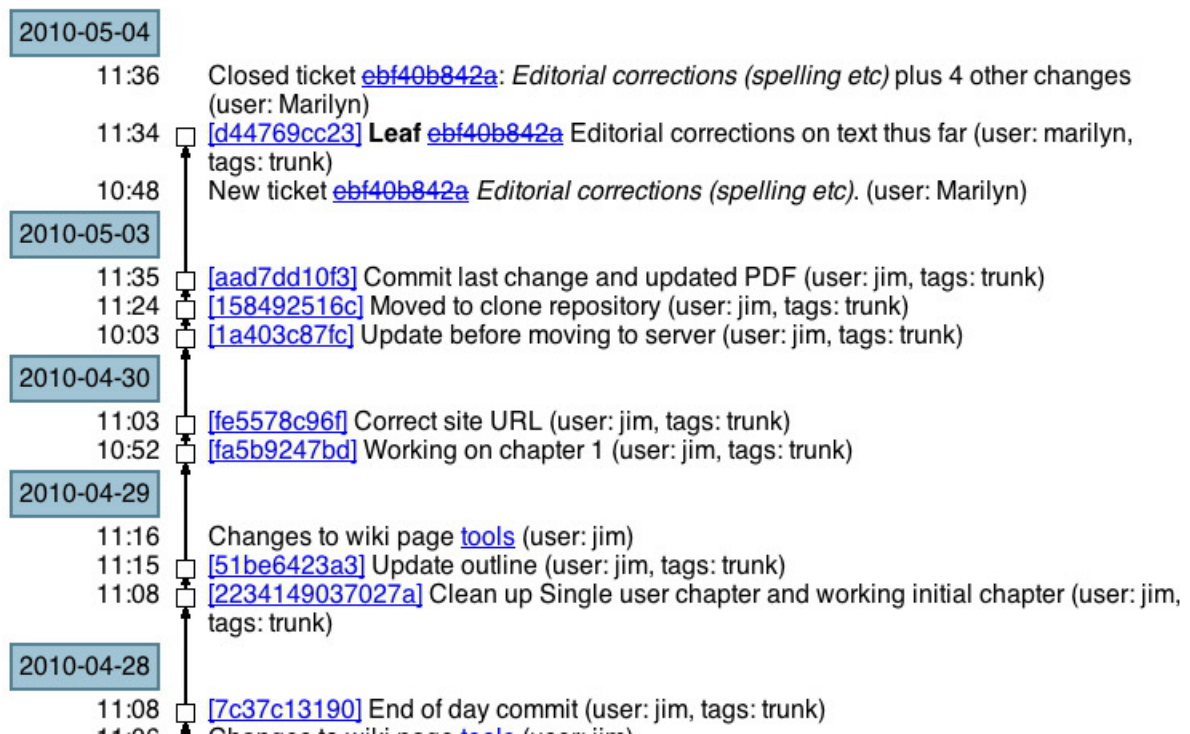 2010-05-04
11:36 Closed ticket ebf40b842a: Editorial corrections (spelling etc) plus 4 other changes
(user: Marilyn)
11:34 [d44769cc23] Leaf ebf40b842a Editorial corrections on text thus far (user: marilyn,
tags: trunk)
10:48 New ticket ebf40b842a Editorial corrections (spelling etc). (user: Marilyn)
2010-05-03
11:35 [aad7dd10f3] Commit last change and updated PDF (user: jim, tags: trunk)
11:24 [158492516c] Moved to clone repository (user: jim, tags: trunk)
10:03 [1a403c87fc] Update before moving to server (user: jim, tags: trunk)
2010-04-30
11:03 [fe5578c96f] Correct site URL (user: jim, tags: trunk)
10:52 [fa5b9247bd] Working on chapter 1 (user: jim, tags: trunk)
2010-04-29
11:16 Changes to wiki page tools (user: jim)
11:15 [51be6423a3] Update outline (user: jim, tags: trunk)
11:08 [2234149037027a] Clean up Single user chapter and working initial chapter (user: jim,
tags: trunk)
2010-04-28
11:08 [7c37c13190] End of day commit (user: jim, tags: trunk)
Changes to wiki page tools (user: jim)